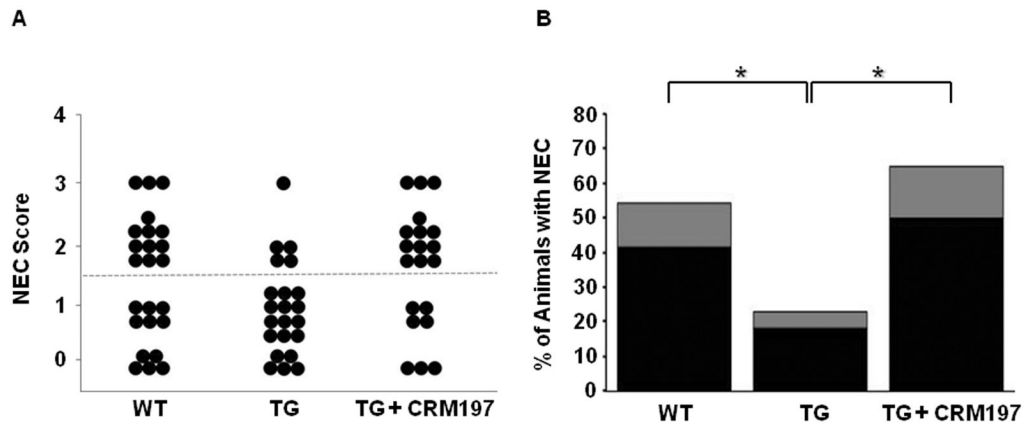 A
NEC Score
4
3
2
1
0
WT
TG
TG + CRM197
B
* *
% of Animals with NEC
80
70
60
50
40
30
20
10
0
WT
TG
TG + CRM197